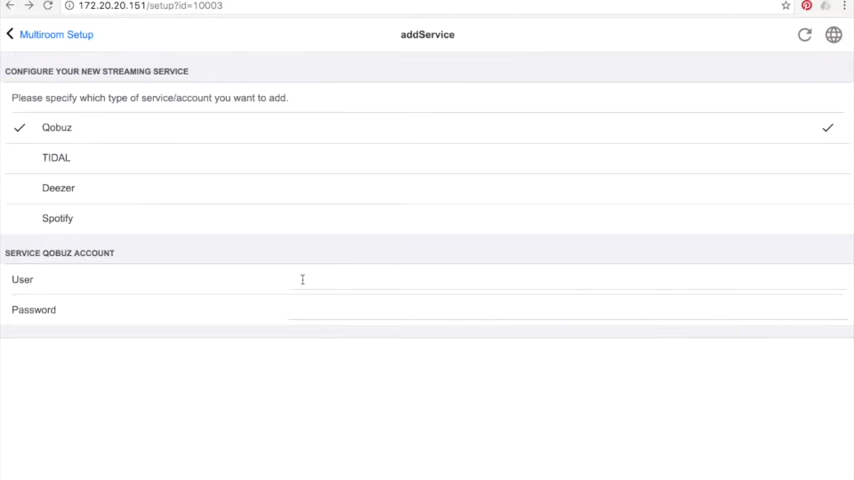 172.20.20.151/setup?id=10003
Multiroom Setup
addService
CONFIGURE YOUR NEW STREAMING SERVICE
Please specify which type of service/account you want to add.
Qobuz
TIDAL
Deezer
Spotify
SERVICE QOBUZ ACCOUNT
User
Password